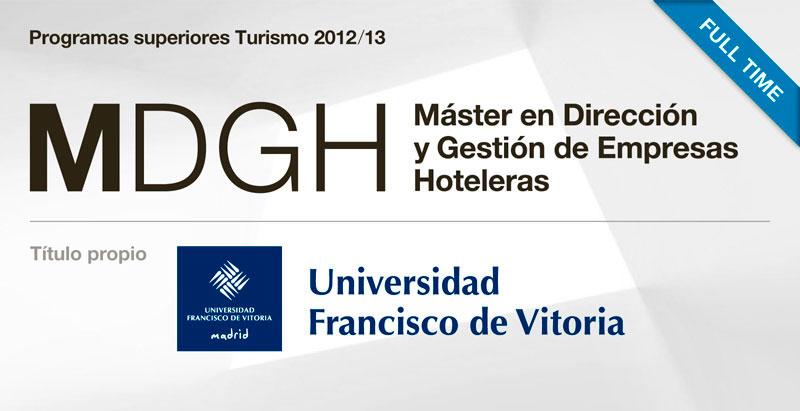 Programas superiores Turismo 2012/13
FULL TIME
MDGH
Máster en Dirección
y Gestión de Empresas
Hoteleras
Título propio
UNIVERSIDAD
FRANCISCO DE VITORIA
madrid
Universidad
Francisco de Vitoria